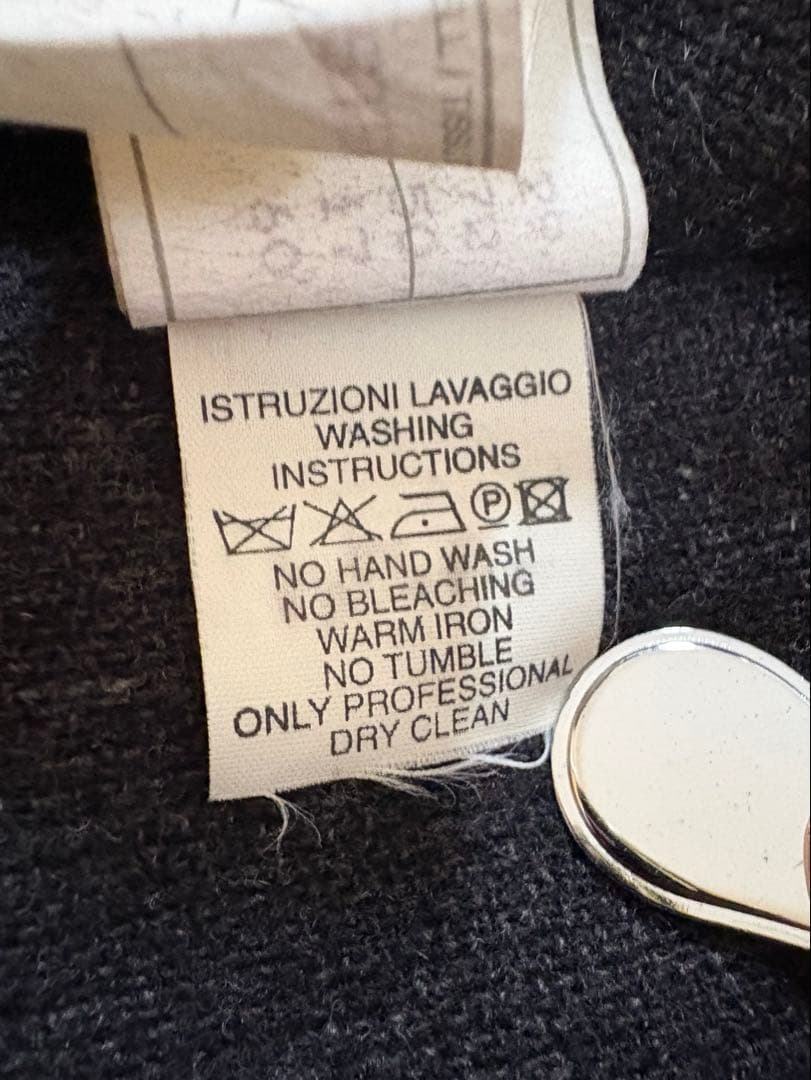 ISTRUZIONI LAVAGGIO
WASHING
INSTRUCTIONS
P
NO HAND WASH
NO BLEACHING
WARM IRON
NO TUMBLE
ONLY PROFESSIONAL
DRY CLEAN